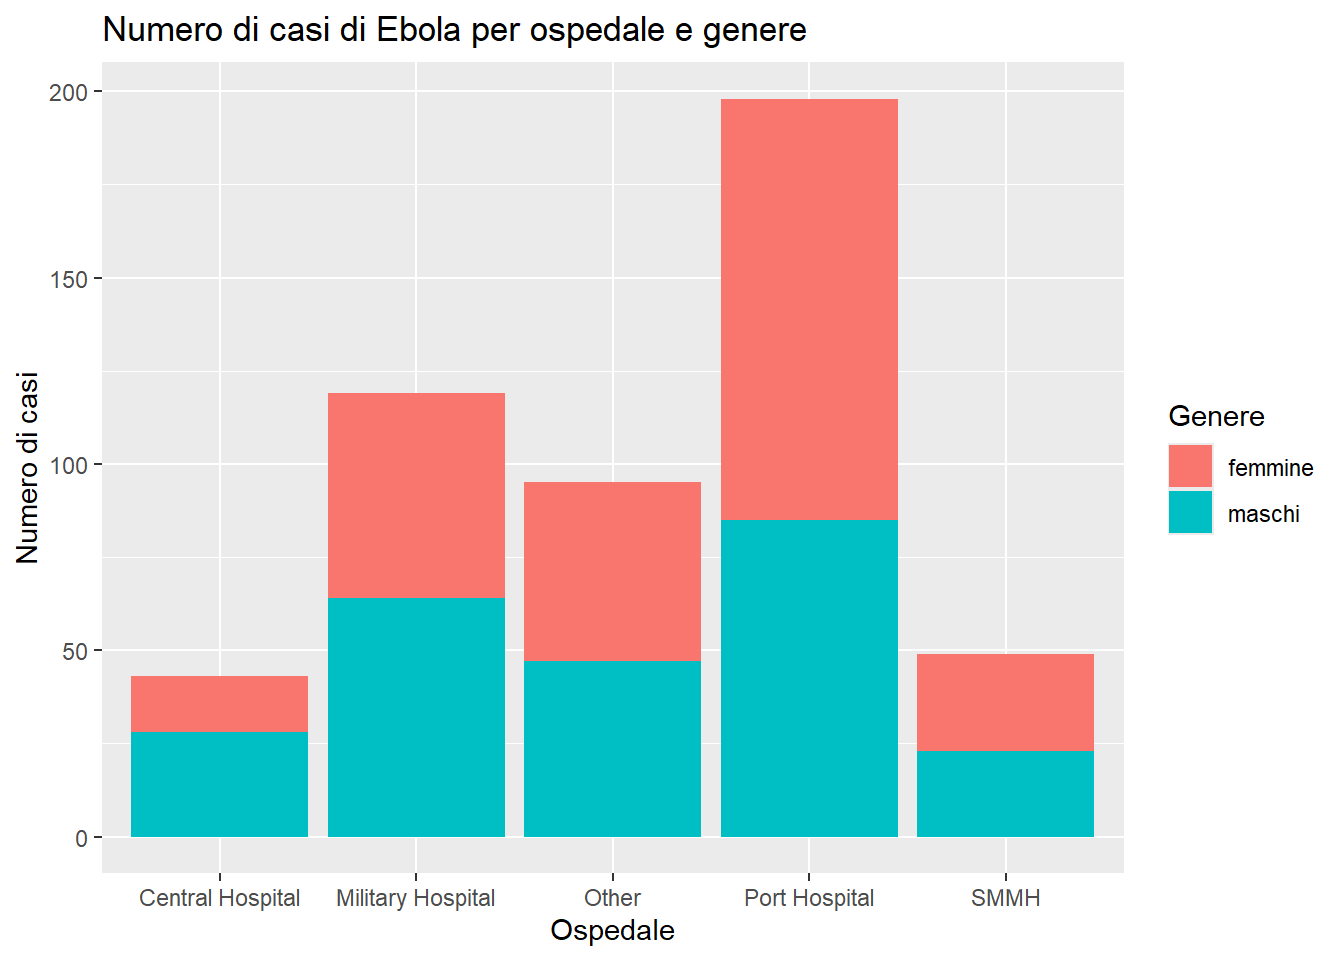 Numero di casi di Ebola per ospedale e genere
Numero di casi
200
150
100
50
0
Central Hospital
Military Hospital
Other
Port Hospital
SMMH
Ospedale
Genere
femmine
maschi